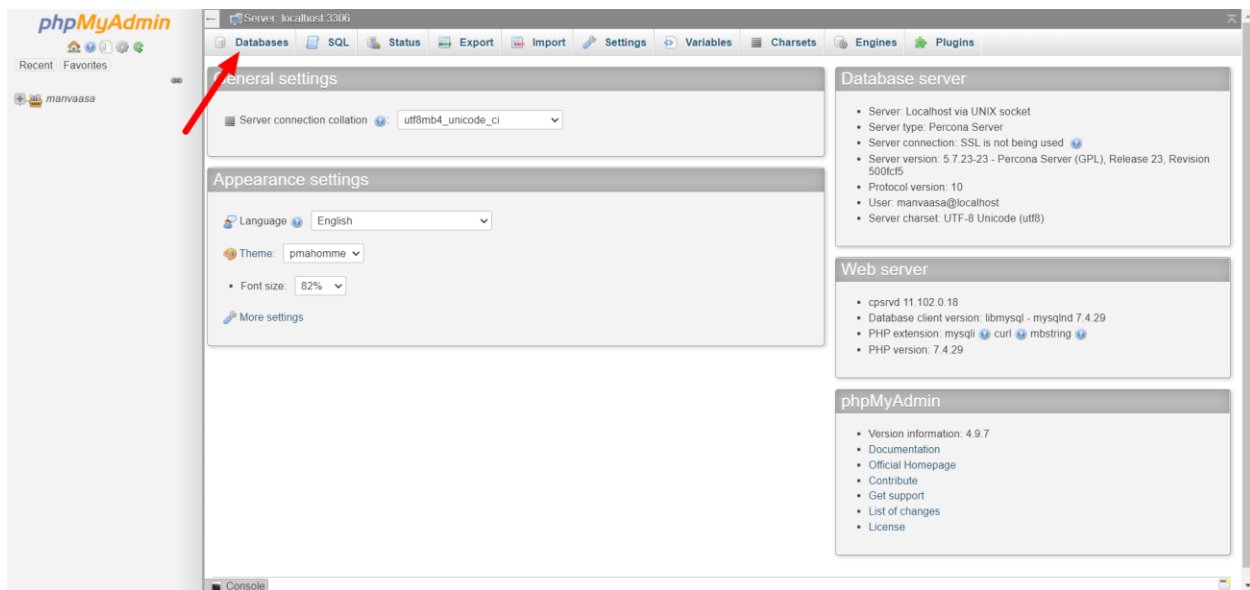 phpMyAdmin
Recent Favorites
manvaasa
Server: localhost:3306
Databases SQL Status Export Import Settings Variables Charsets Engines Plugins
General settings
Server connection collation : utf8mb4_unicode_ci
Appearance settings
Language English
Theme: pmahomme
• Font size: 82%
More settings
Database server
• Server: Localhost via UNIX socket
• Server type: Percona Server
• Server connection: SSL is not being used
• Server version: 5.7.23-23 - Percona Server (GPL), Release 23, Revision
500fcf5
• Protocol version: 10
• User: manvaasa@localhost
• Server charset: UTF-8 Unicode (utf8)
Web server
• cpsrvd 11.102.0.18
• Database client version: libmysql - mysqlnd 7.4.29
• PHP extension: mysqli curl mbstring
• PHP version: 7.4.29
phpMyAdmin
• Version information: 4.9.7
• Documentation
• Official Homepage
• Contribute
• Get support
• List of changes
• License
Console